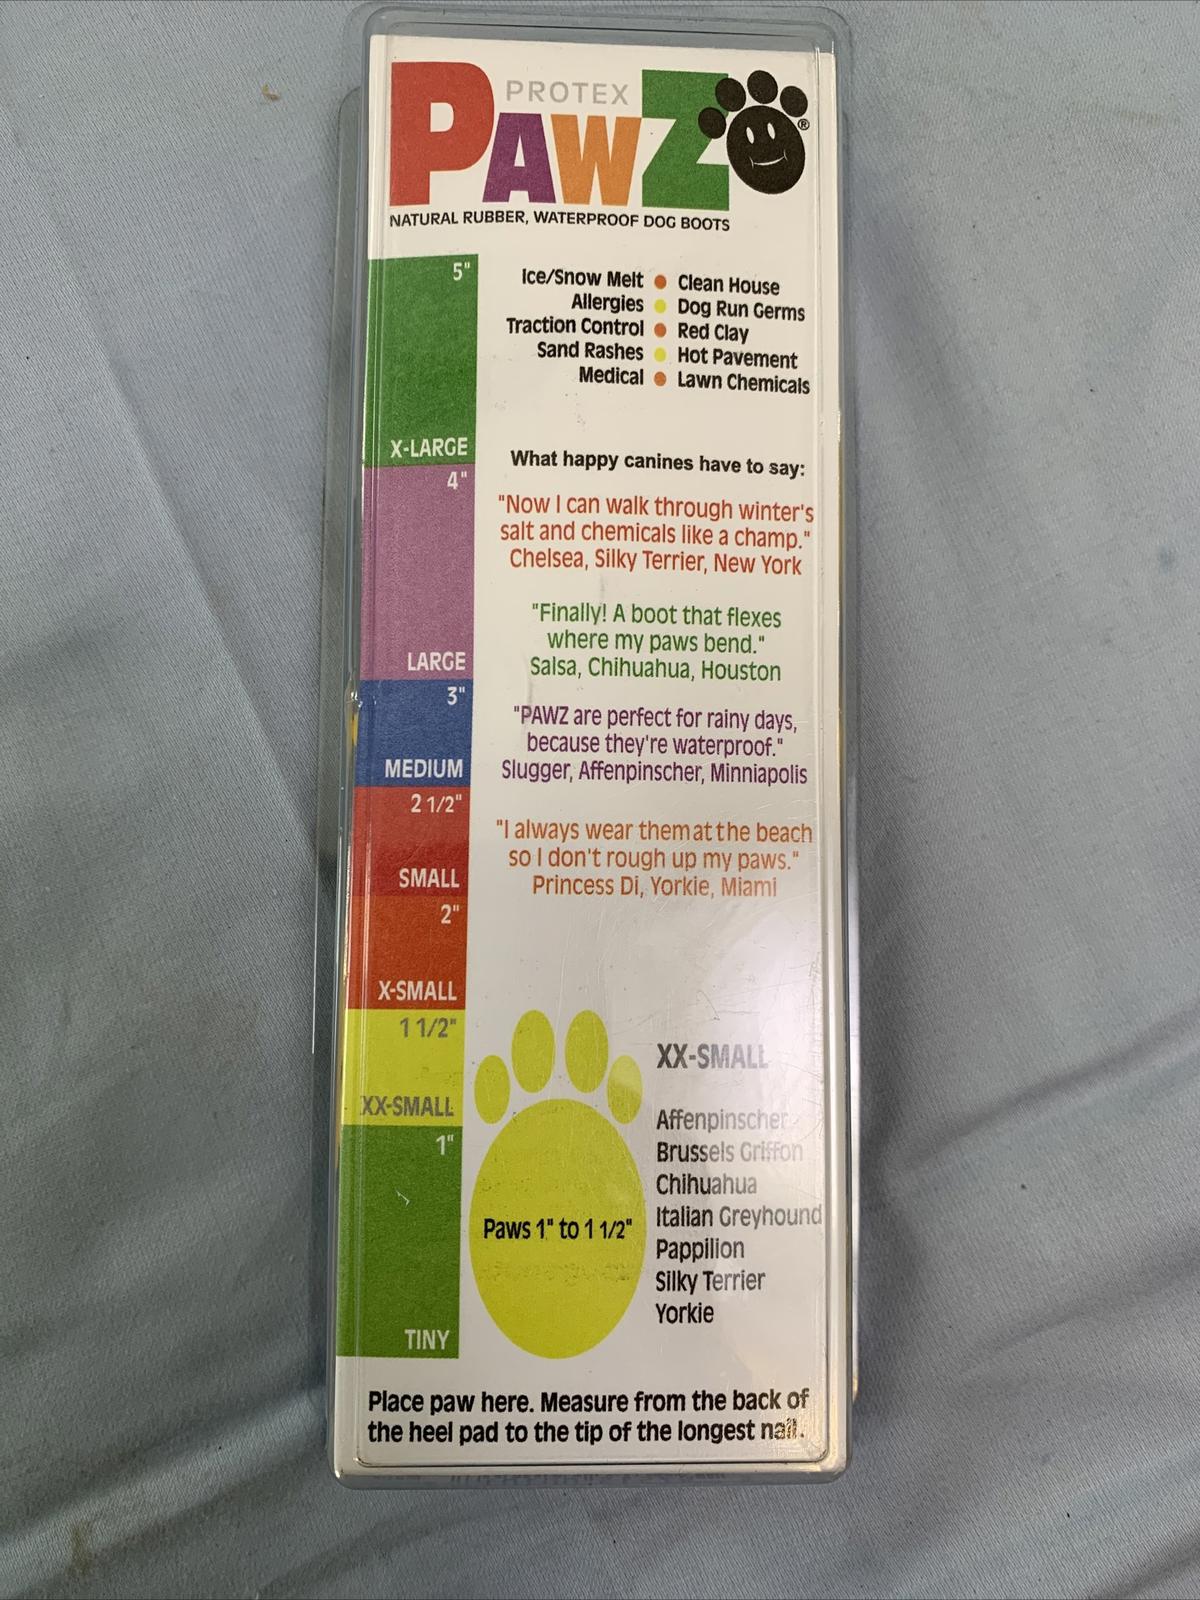 PROTEX
PAWZ®
NATURAL RUBBER, WATERPROOF DOG BOOTS
5"
Ice/Snow Melt Clean House
Allergies Dog Run Germs
Traction Control Red Clay
Sand Rashes Hot Pavement
Medical Lawn Chemicals
X-LARGE
4"
What happy canines have to say:
"Now I can walk through winter's
salt and chemicals like a champ."
Chelsea, Silky Terrier, New York
"Finally! A boot that flexes
where my paws bend."
Salsa, Chihuahua, Houston
LARGE
3"
"PAWZ are perfect for rainy days,
because they're waterproof."
Slugger, Affenpinscher, Minniapolis
MEDIUM
2 1/2"
"I always wear them at the beach
so I don't rough up my paws."
Princess Di, Yorkie, Miami
SMALL
2"
X-SMALL
1 1/2"
XX-SMALL
XX-SMALL
1"
Affenpinscher
Brussels Griffon
Chihuahua
Italian Greyhound
Pappilion
Silky Terrier
Yorkie
Paws 1" to 1 1/2"
TINY
Place paw here. Measure from the back of
the heel pad to the tip of the longest nail.